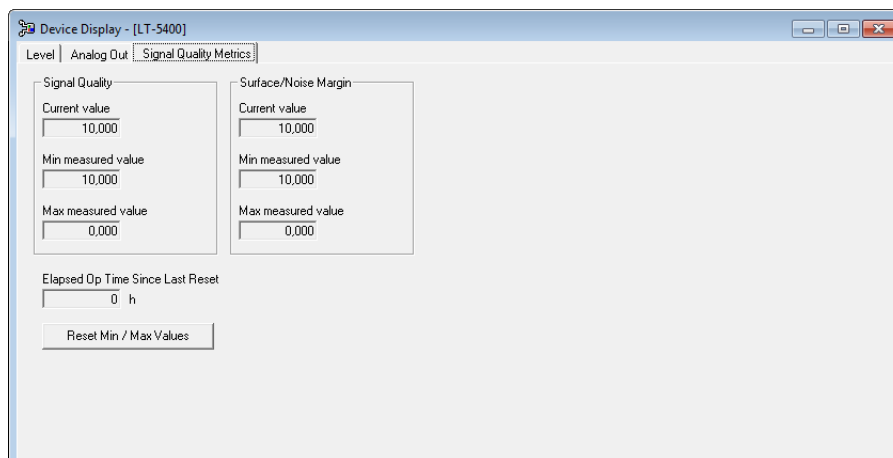 Device Display - [LT-5400]
Level Analog Out Signal Quality Metrics
Signal Quality
Current value
10,000
Min measured value
10,000
Max measured value
0,000
Surface/Noise Margin
Current value
10,000
Min measured value
10,000
Max measured value
0,000
Elapsed Op Time Since Last Reset
0 h
Reset Min / Max Values